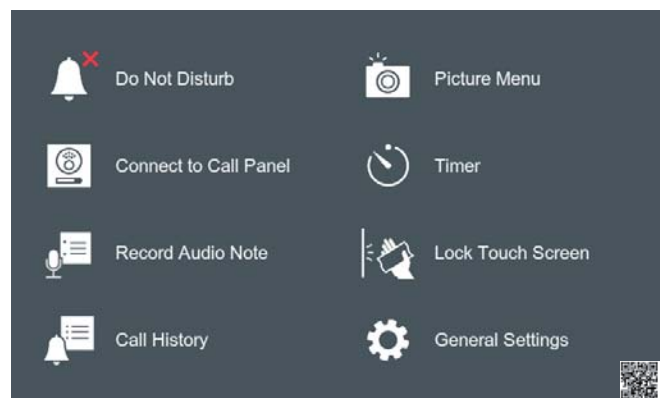 Do Not Disturb
Picture Menu
Connect to Call Panel
Timer
Record Audio Note
Lock Touch Screen
Call History
General Settings